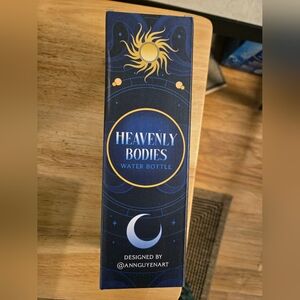 HEAVENLY
BODIES
WATER BOTTLE
DESIGNED BY
@ANNGUYENART